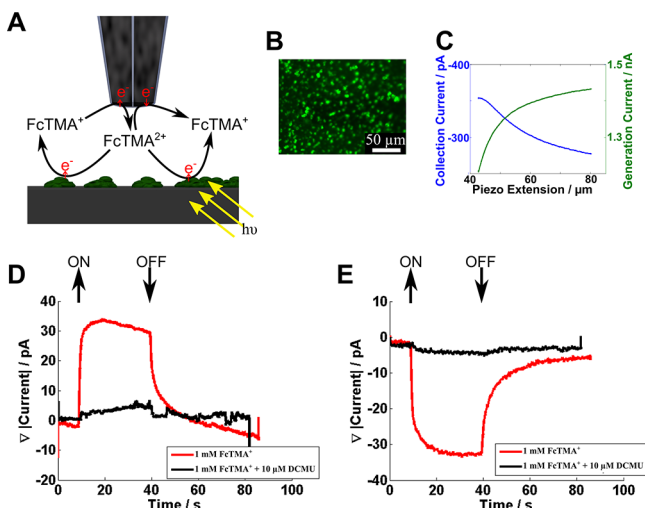 A
e⁻ e⁻
FcTMA⁺ FcTMA⁺
FcTMA²⁺
e⁻ e⁻
hυ
B
50 µm
C
Collection Current / pA
-400
-300
40 60 80
Piezo Extension / µm
1.5
1.3
Generation Current / nA
D
ON OFF
∇ |Current| / pA
40
30
20
10
0
-10
-20
0 20 40 60 80 100
Time / s
1 mM FcTMA⁺
1 mM FcTMA⁺ + 10 µM DCMU
E
ON OFF
∇ |Current| / pA
10
0
-10
-20
-30
-40
0 20 40 60 80 100
Time / s
1 mM FcTMA⁺
1 mM FcTMA⁺ + 10 µM DCMU